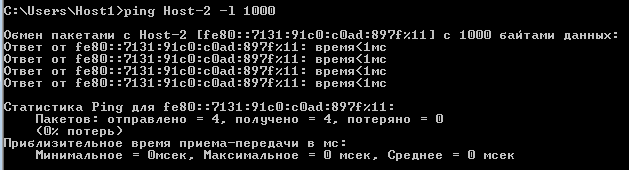 C:\Users\Host1>ping Host-2 -l 1000
Обмен пакетами с Host-2 [fe80::7131:91c0:c0ad:897f%11] с 1000 байтами данных:
Ответ от fe80::7131:91c0:c0ad:897f%11: время<1мс
Ответ от fe80::7131:91c0:c0ad:897f%11: время<1мс
Ответ от fe80::7131:91c0:c0ad:897f%11: время<1мс
Ответ от fe80::7131:91c0:c0ad:897f%11: время<1мс
Статистика Ping для fe80::7131:91c0:c0ad:897f%11:
Пакетов: отправлено = 4, получено = 4, потеряно = 0
(0% потерь)
Приблизительное время приема-передачи в мс:
Минимальное = 0мсек, Максимальное = 0 мсек, Среднее = 0 мсек